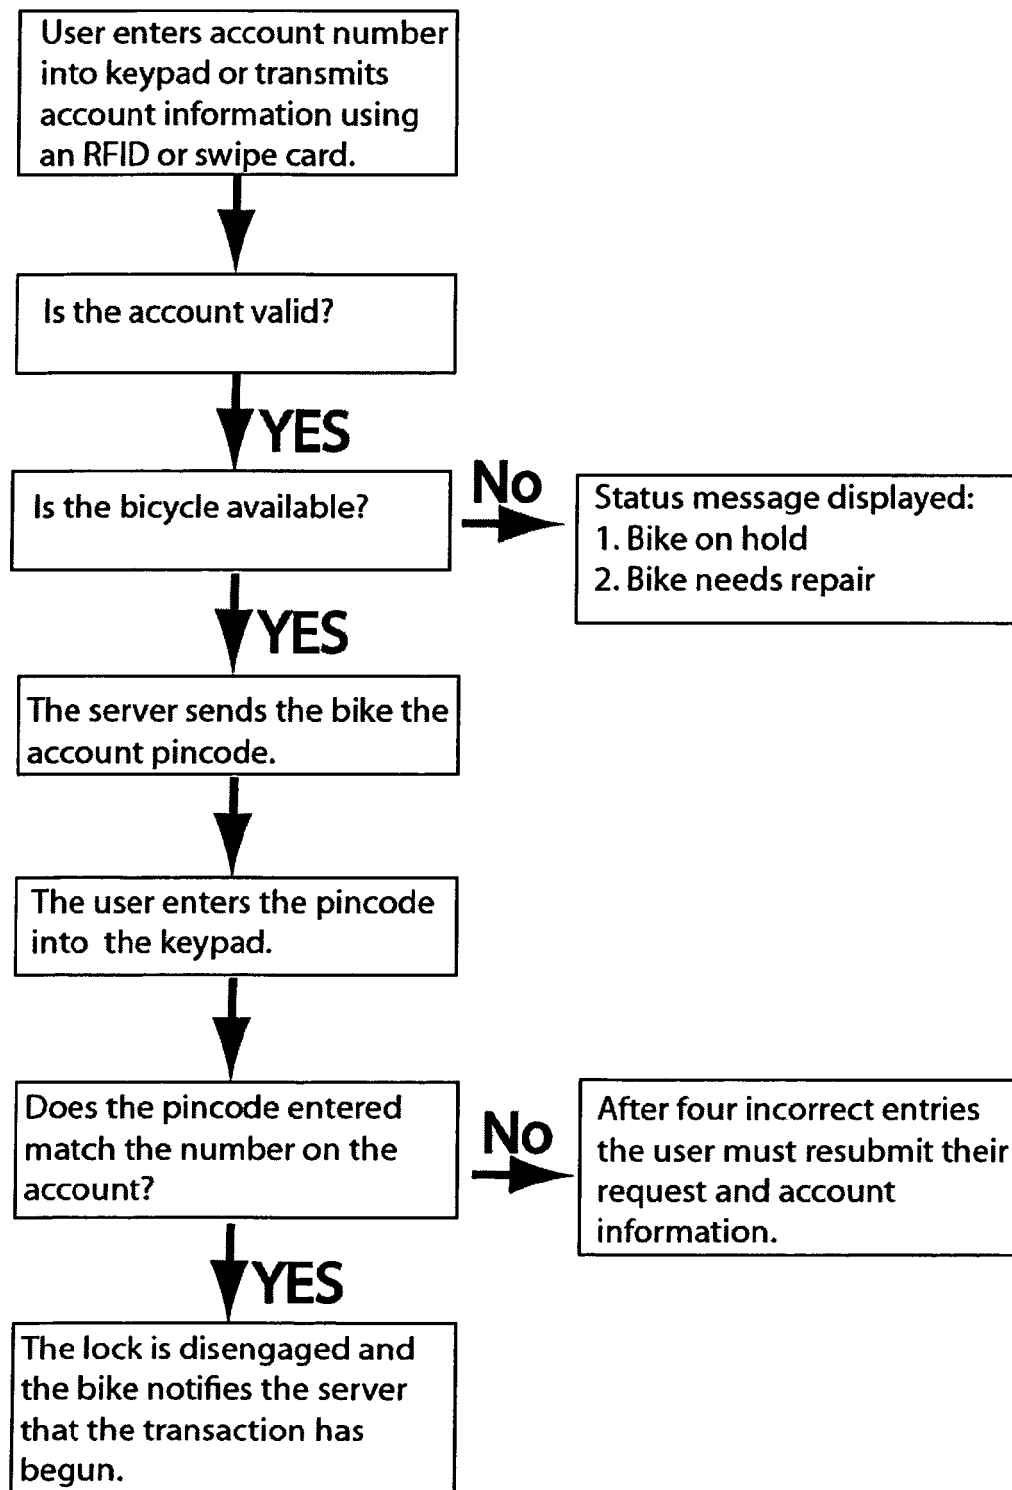 User enters account number
into keypad or transmits
account information using
an RFID or swipe card.
Is the account valid?
YES
Is the bicycle available?
No
Status message displayed:
1. Bike on hold
2. Bike needs repair
YES
The server sends the bike the
account pincode.
The user enters the pincode
into the keypad.
Does the pincode entered
match the number on the
account?
No
After four incorrect entries
the user must resubmit their
request and account
information.
YES
The lock is disengaged and
the bike notifies the server
that the transaction has
begun.